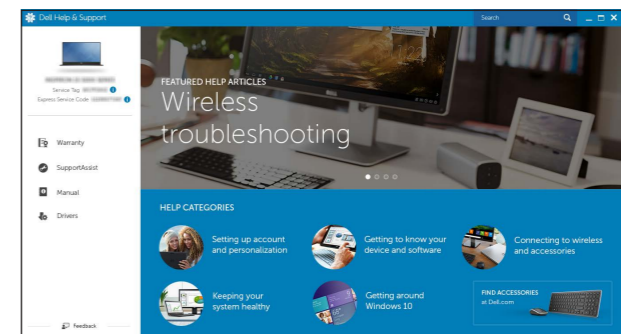 Dell Help & Support
Search
Service Tag:
Express Service Code:
Warranty
SupportAssist
Manual
Drivers
Feedback
FEATURED HELP ARTICLES
Wireless
troubleshooting
HELP CATEGORIES
Setting up account
and personalization
Getting to know your
device and software
Connecting to wireless
and accessories
Keeping your
system healthy
Getting around
Windows 10
FIND ACCESSORIES
at Dell.com